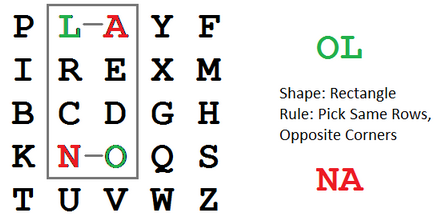 P L A Y F
I R E X M
B C D G H
K N O Q S
T U V W Z
OL
Shape: Rectangle
Rule: Pick Same Rows,
Opposite Corners
NA